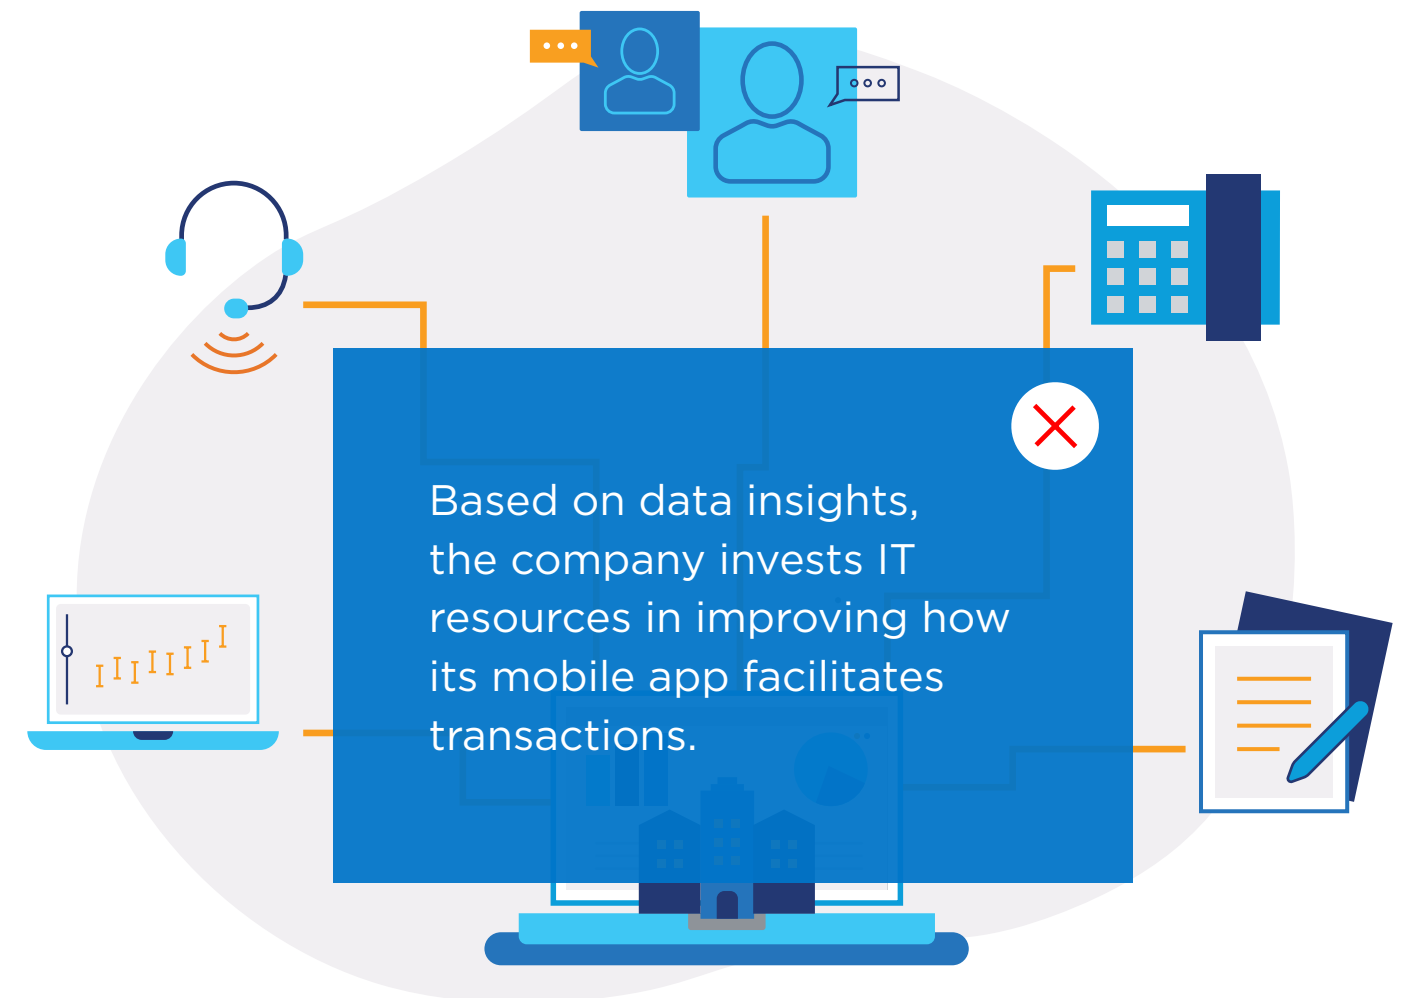 Based on data insights,
the company invests IT
resources in improving how
its mobile app facilitates
transactions.